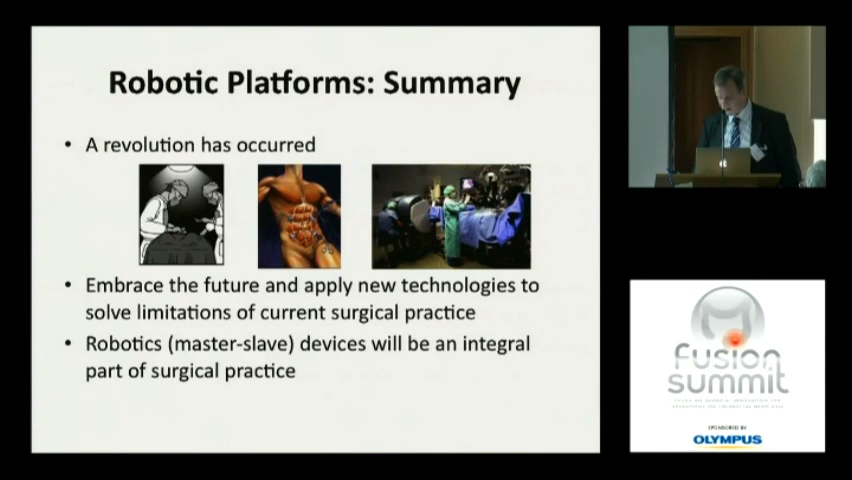 Robotic Platforms: Summary
• A revolution has occurred
• Embrace the future and apply new technologies to
solve limitations of current surgical practice
• Robotics (master-slave) devices will be an integral
part of surgical practice
fusion
summit
SPONSORED BY
OLYMPUS